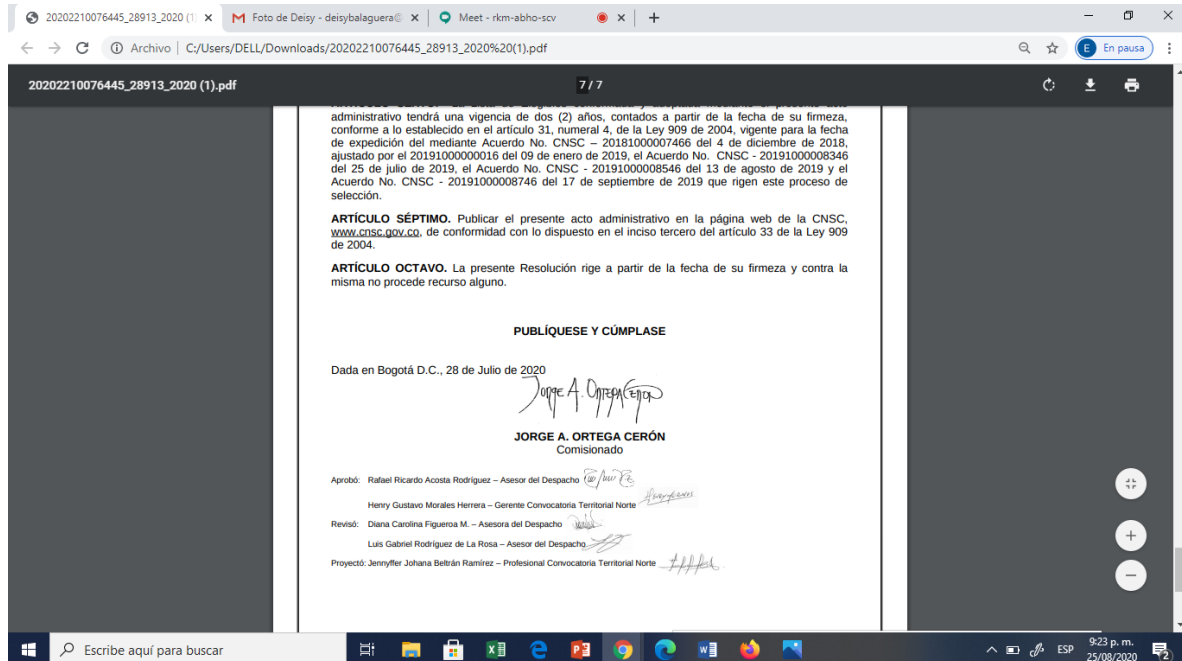 20202210076445_28913_2020 (1)
Foto de Deisy - deisybalaguera@
Meet - rkm-abho-scv
Archivo | C:/Users/DELL/Downloads/20202210076445_28913_2020%20(1).pdf
E En pausa
20202210076445_28913_2020 (1).pdf
7 / 7
administrativo tendrá una vigencia de dos (2) años, contados a partir de la fecha de su firmeza,
conforme a lo establecido en el artículo 31, numeral 4, de la Ley 909 de 2004, vigente para la fecha
de expedición del mediante Acuerdo No. CNSC – 20181000007466 del 4 de diciembre de 2018,
ajustado por el 20191000000016 del 09 de enero de 2019, el Acuerdo No. CNSC - 20191000008346
del 25 de julio de 2019, el Acuerdo No. CNSC - 20191000008546 del 13 de agosto de 2019 y el
Acuerdo No. CNSC - 20191000008746 del 17 de septiembre de 2019 que rigen este proceso de
selección.
ARTÍCULO SÉPTIMO. Publicar el presente acto administrativo en la página web de la CNSC,
www.cnsc.gov.co, de conformidad con lo dispuesto en el inciso tercero del artículo 33 de la Ley 909
de 2004.
ARTÍCULO OCTAVO. La presente Resolución rige a partir de la fecha de su firmeza y contra la
misma no procede recurso alguno.
PUBLÍQUESE Y CÚMPLASE
Dada en Bogotá D.C., 28 de Julio de 2020
Jorge A. Ortega Cerón
JORGE A. ORTEGA CERÓN
Comisionado
Aprobó: Rafael Ricardo Acosta Rodríguez – Asesor del Despacho
Henry Gustavo Morales Herrera – Gerente Convocatoria Territorial Norte
Revisó: Diana Carolina Figueroa M. – Asesora del Despacho
Luis Gabriel Rodríguez de La Rosa – Asesor del Despacho
Proyectó: Jennyffer Johana Beltrán Ramírez – Profesional Convocatoria Territorial Norte
Escribe aquí para buscar
ESP
9:23 p. m.
25/08/2020
2